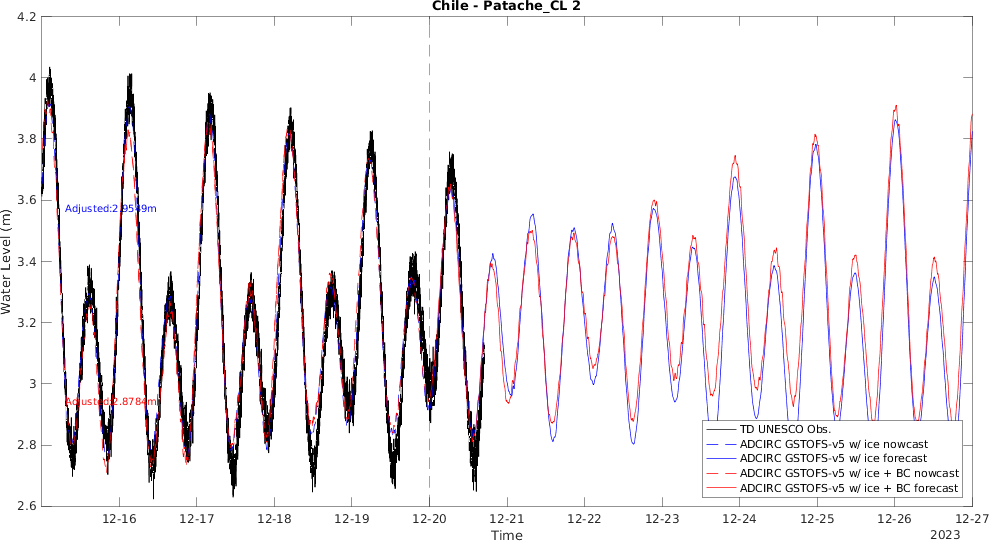 Chile - Patache_CL 2
4.2
4
3.8
3.6
3.4
3.2
3
2.8
2.6
Water Level (m)
Adjusted:2.9549m
Adjusted:2.8784m
TD UNESCO Obs.
ADCIRC GSTOFS-v5 w/ ice nowcast
ADCIRC GSTOFS-v5 w/ ice forecast
ADCIRC GSTOFS-v5 w/ ice + BC nowcast
ADCIRC GSTOFS-v5 w/ ice + BC forecast
12-16 12-17 12-18 12-19 12-20 12-21 12-22 12-23 12-24 12-25 12-26 12-27
Time
2023